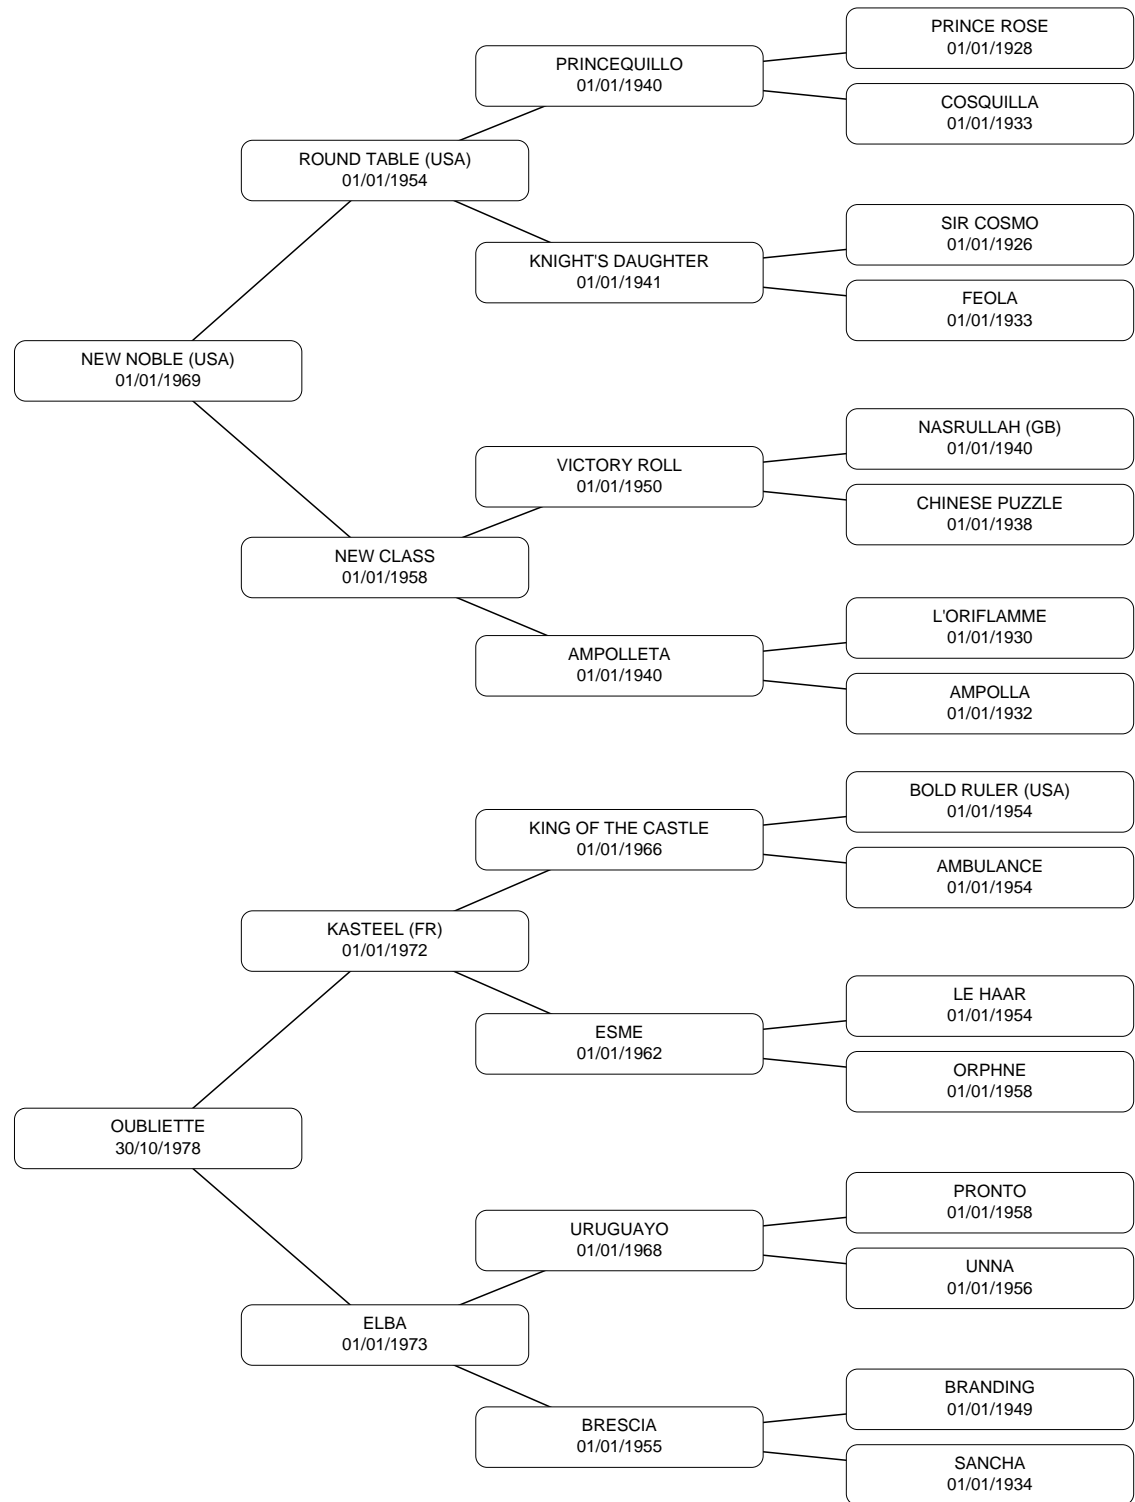 PRINCE ROSE
01/01/1928
PRINCEQUILLO
01/01/1940
COSQUILLA
01/01/1933
ROUND TABLE (USA)
01/01/1954
SIR COSMO
01/01/1926
KNIGHT'S DAUGHTER
01/01/1941
FEOLA
01/01/1933
NEW NOBLE (USA)
01/01/1969
NASRULLAH (GB)
01/01/1940
VICTORY ROLL
01/01/1950
CHINESE PUZZLE
01/01/1938
NEW CLASS
01/01/1958
L'ORIFLAMME
01/01/1930
AMPOLLETA
01/01/1940
AMPOLLA
01/01/1932
BOLD RULER (USA)
01/01/1954
KING OF THE CASTLE
01/01/1966
AMBULANCE
01/01/1954
KASTEEL (FR)
01/01/1972
LE HAAR
01/01/1954
ESME
01/01/1962
ORPHNE
01/01/1958
OUBLIETTE
30/10/1978
PRONTO
01/01/1958
URUGUAYO
01/01/1968
UNNA
01/01/1956
ELBA
01/01/1973
BRANDING
01/01/1949
BRESCIA
01/01/1955
SANCHA
01/01/1934